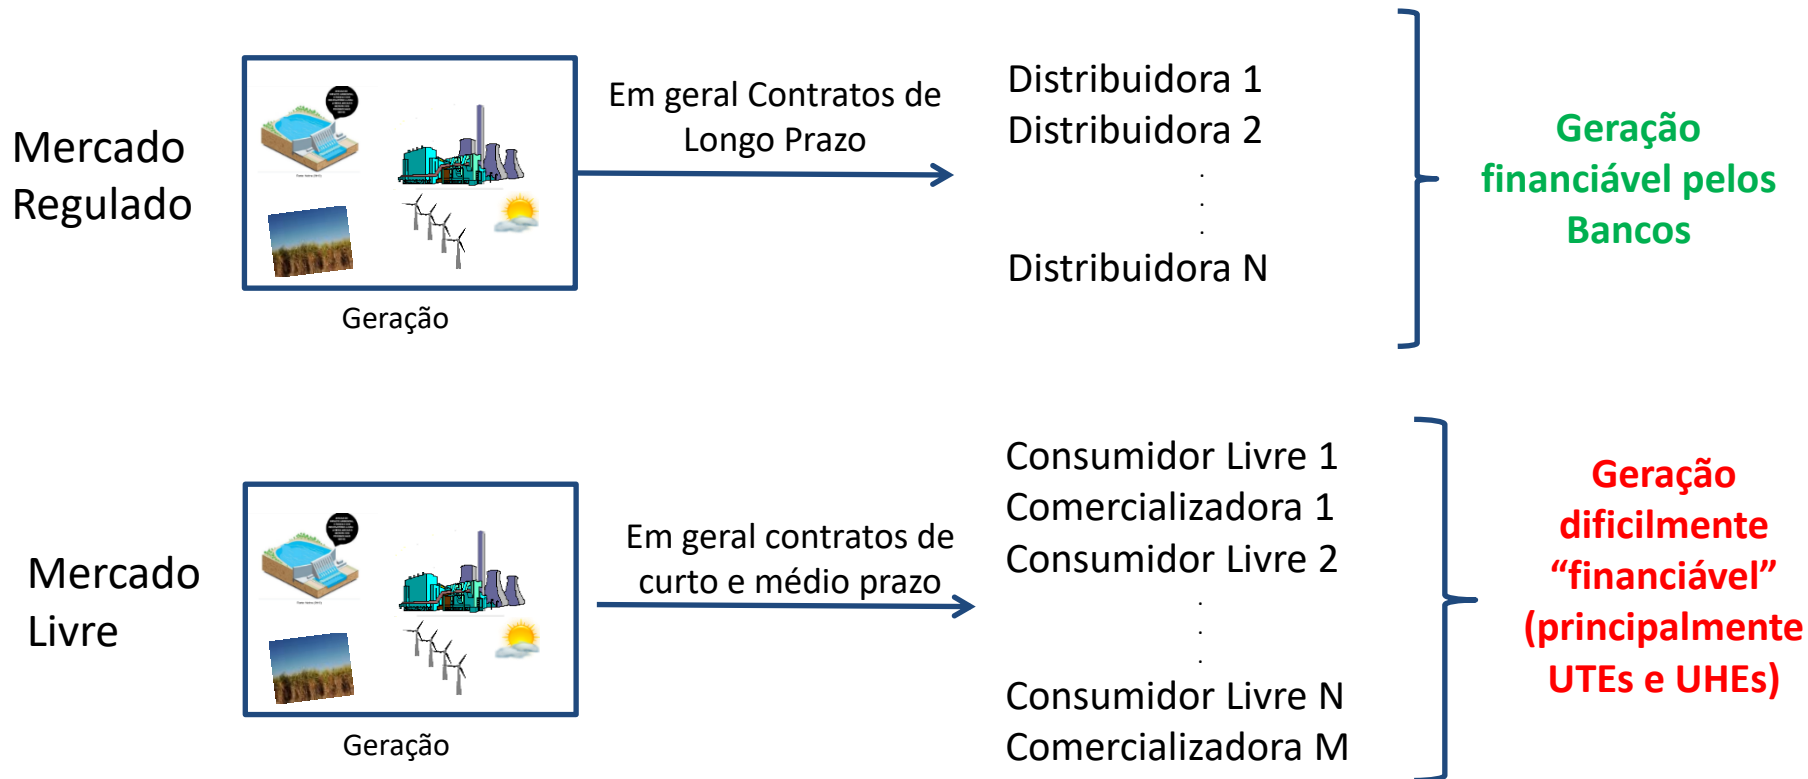 Mercado
Regulado
Geração
Em geral Contratos de
Longo Prazo
Distribuidora 1
Distribuidora 2
.
.
.
Distribuidora N
Geração
financiável pelos
Bancos
Mercado
Livre
Geração
Em geral contratos de
curto e médio prazo
Consumidor Livre 1
Comercializadora 1
Consumidor Livre 2
.
.
.
Consumidor Livre N
Comercializadora M
Geração
dificilmente
“financiável”
(principalmente
UTEs e UHEs)